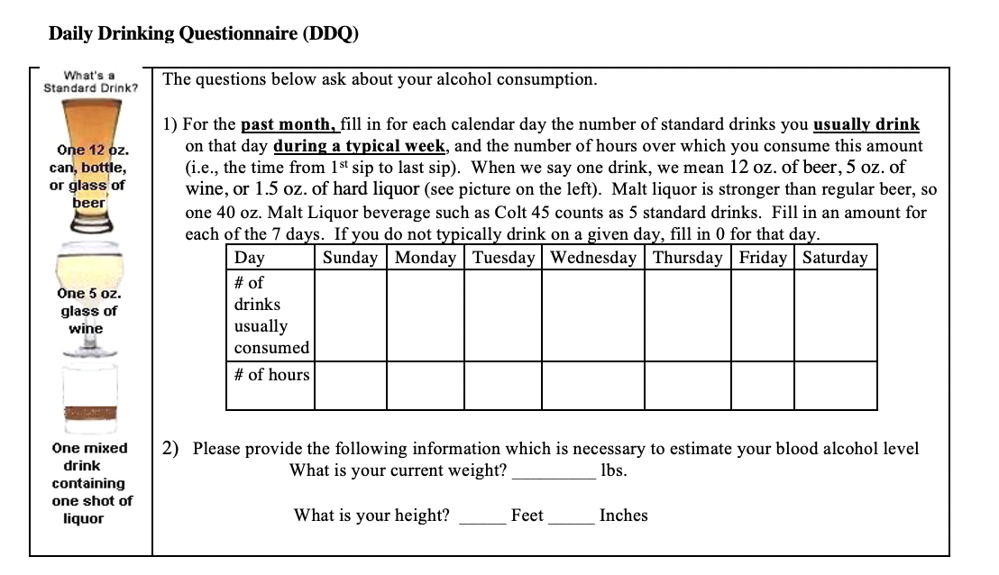 Daily Drinking Questionnaire (DDQ)
What's a
Standard Drink?
One 12 oz.
can, bottle,
or glass of
beer
One 5 oz.
glass of
wine
One mixed
drink
containing
one shot of
liquor
The questions below ask about your alcohol consumption.
1) For the past month, fill in for each calendar day the number of standard drinks you usually drink
on that day during a typical week, and the number of hours over which you consume this amount
(i.e., the time from 1st sip to last sip). When we say one drink, we mean 12 oz. of beer, 5 oz. of
wine, or 1.5 oz. of hard liquor (see picture on the left). Malt liquor is stronger than regular beer, so
one 40 oz. Malt Liquor beverage such as Colt 45 counts as 5 standard drinks. Fill in an amount for
each of the 7 days. If you do not typically drink on a given day, fill in 0 for that day.
Day Sunday Monday Tuesday Wednesday Thursday Friday Saturday
# of
drinks
usually
consumed
# of hours
2) Please provide the following information which is necessary to estimate your blood alcohol level
What is your current weight? _________ lbs.
What is your height? _____ Feet _____ Inches